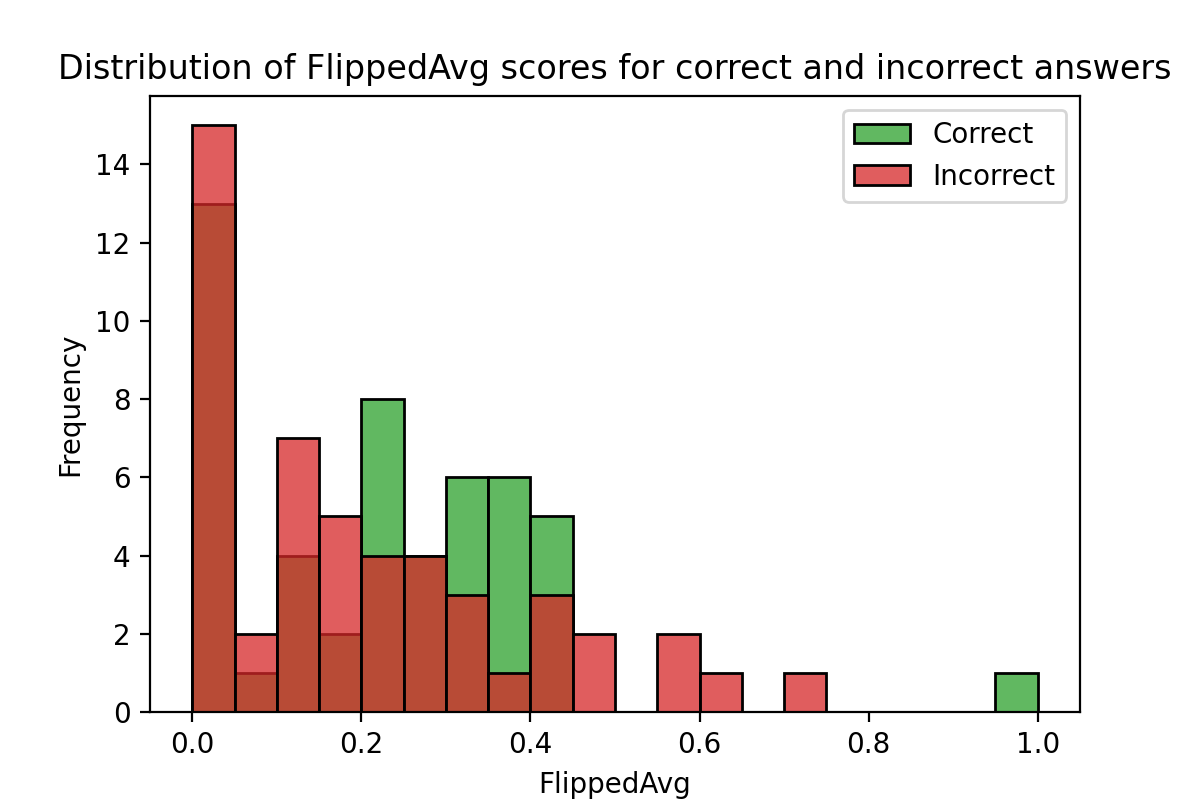 Distribution of FlippedAvg scores for correct and incorrect answers
Correct
Incorrect
14
12
10
8
6
4
2
0
Frequency
0.0 0.2 0.4 0.6 0.8 1.0
FlippedAvg